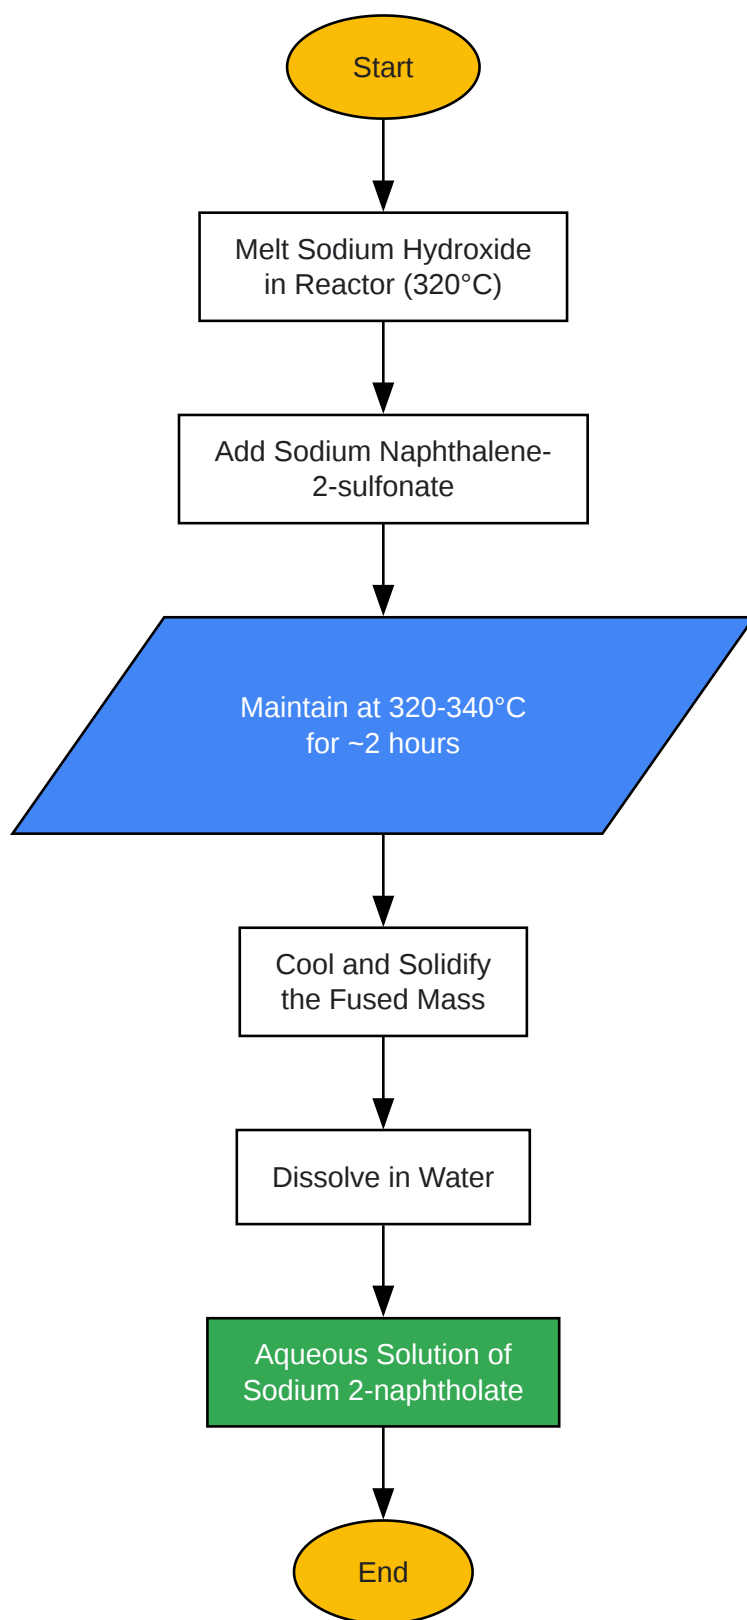 Start
Melt Sodium Hydroxide
in Reactor (320°C)
Add Sodium Naphthalene-
2-sulfonate
Maintain at 320-340°C
for ~2 hours
Cool and Solidify
the Fused Mass
Dissolve in Water
Aqueous Solution of
Sodium 2-naphtholate
End